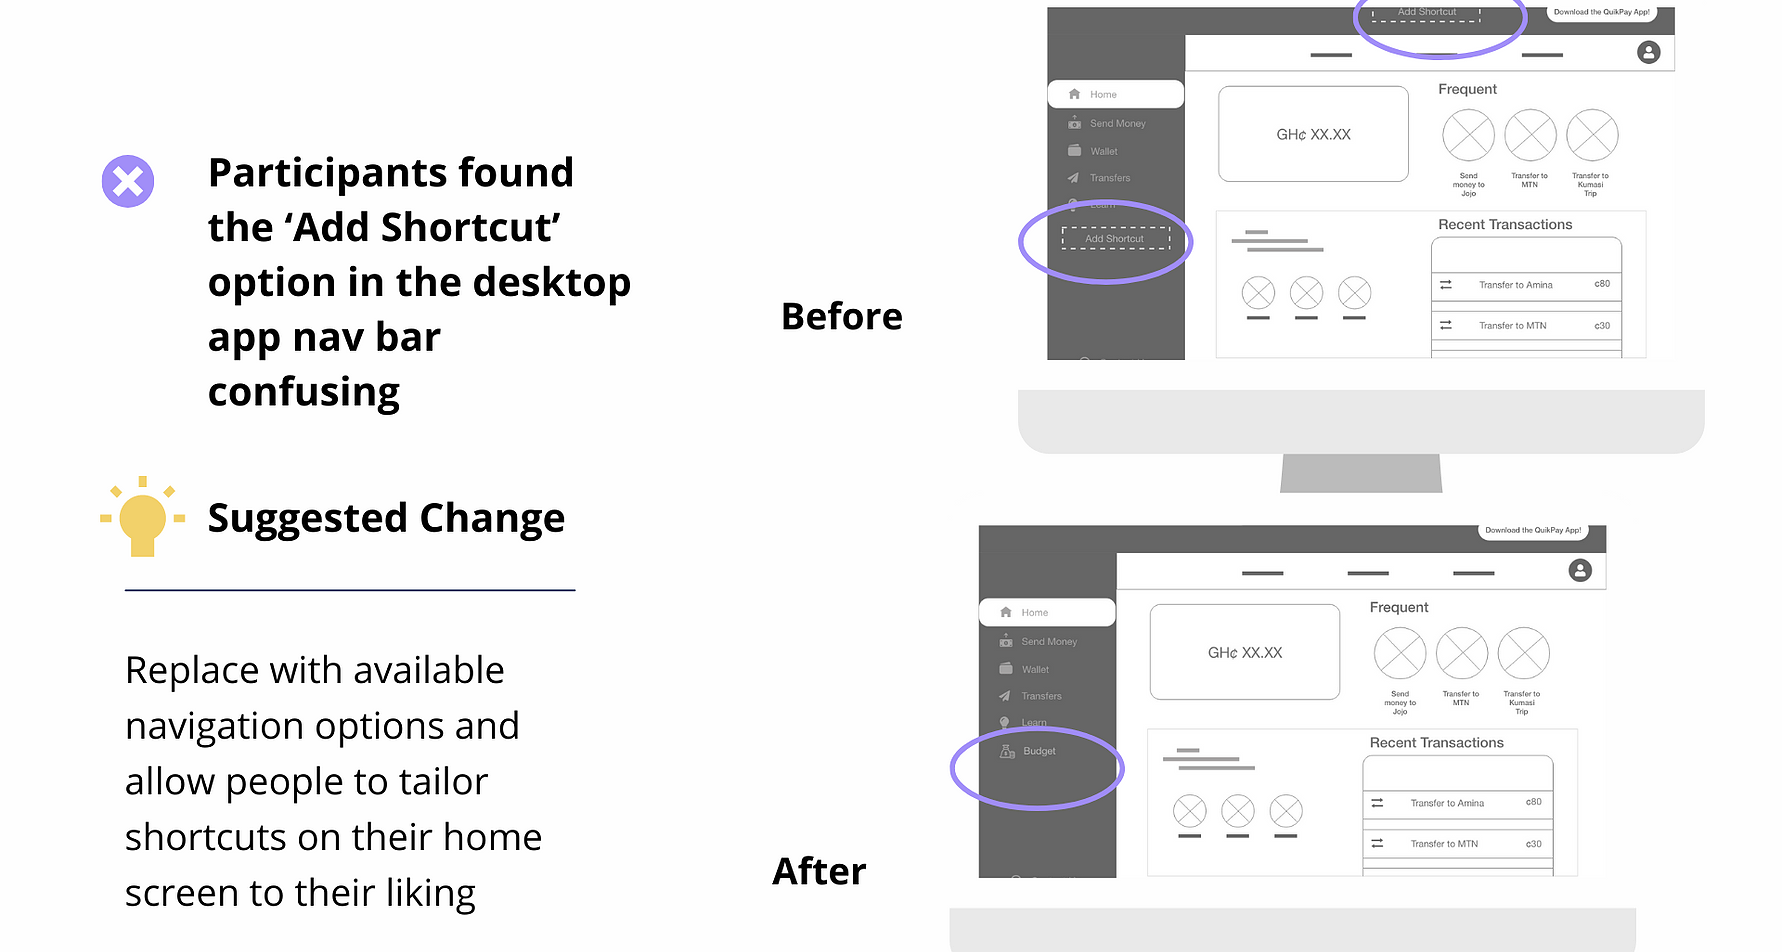 Participants found
the ‘Add Shortcut’
option in the desktop
app nav bar
confusing
Suggested Change
Replace with available
navigation options and
allow people to tailor
shortcuts on their home
screen to their liking
Before
Add Shortcut
Download the QuikPay App!
Home
Send Money
Wallet
Transfers
Learn
Add Shortcut
GH¢ XX.XX
Frequent
Send
money to
Jojo
Transfer to
MTN
Transfer to
Kumasi
Trip
Recent Transactions
Transfer to Amina
¢80
Transfer to MTN
¢30
After
Download the QuikPay App!
Home
Send Money
Wallet
Transfers
Learn
Budget
GH¢ XX.XX
Frequent
Send
money to
Jojo
Transfer to
MTN
Transfer to
Kumasi
Trip
Recent Transactions
Transfer to Amina
¢80
Transfer to MTN
¢30